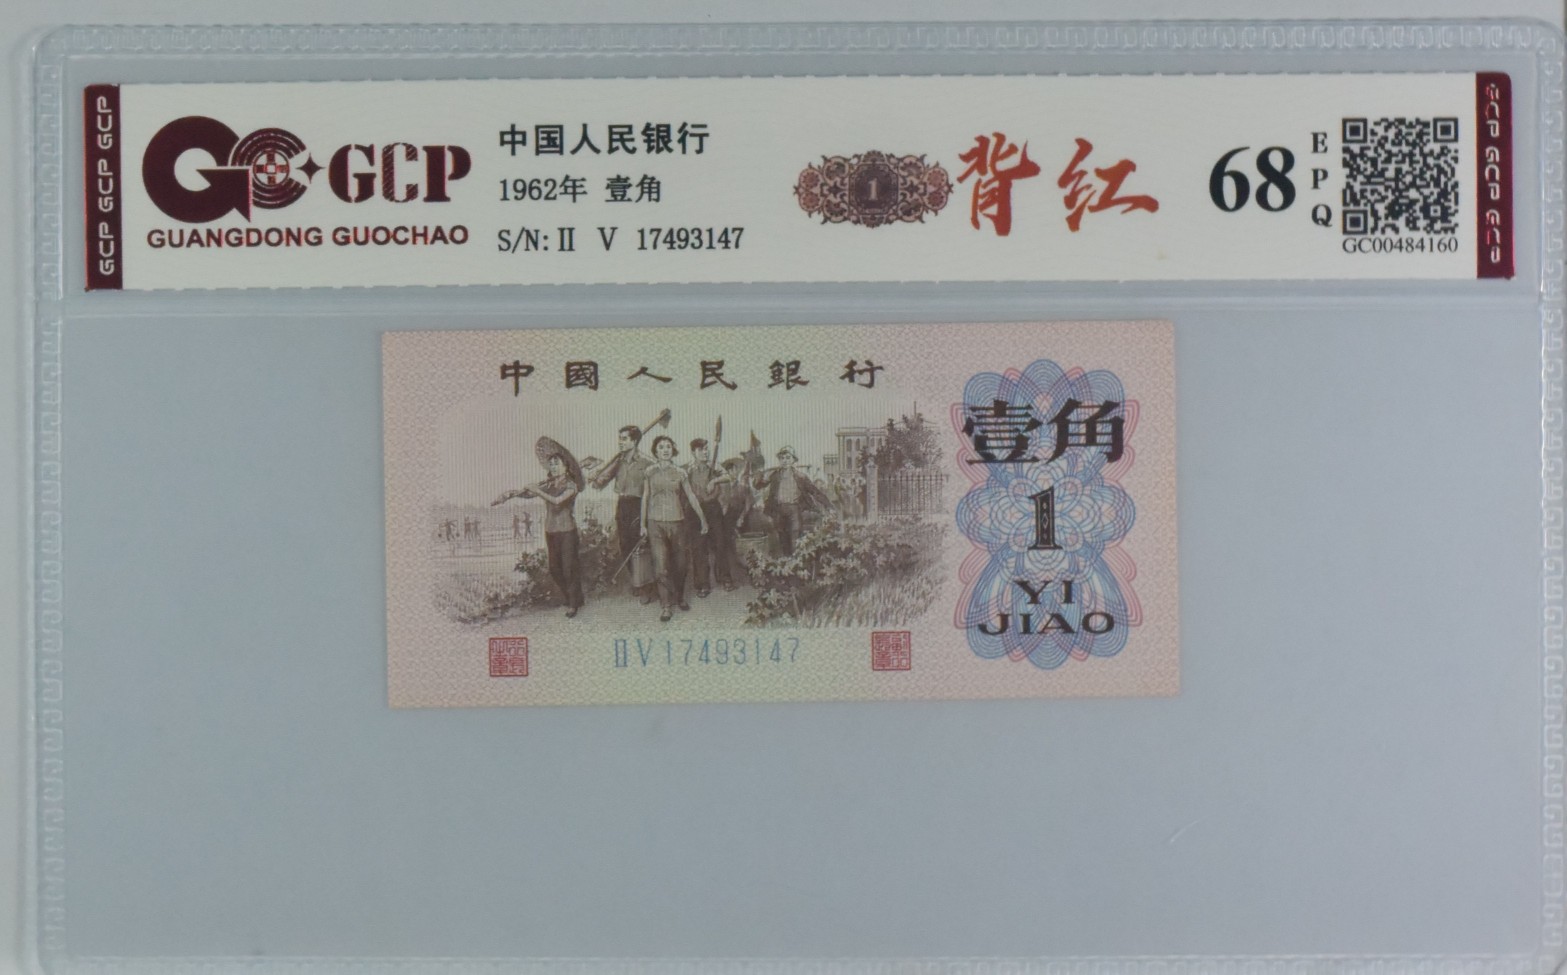 GCP GCP GCP
GCP
GUANGDONG GUOCHAO
中国人民银行
1962年 壹角
S/N: II V 17493147
1
背红
68
EPQ
GC00484160
GCP GCP GCP
中國人民銀行
壹角
1
YI
JIAO
II V 17493147